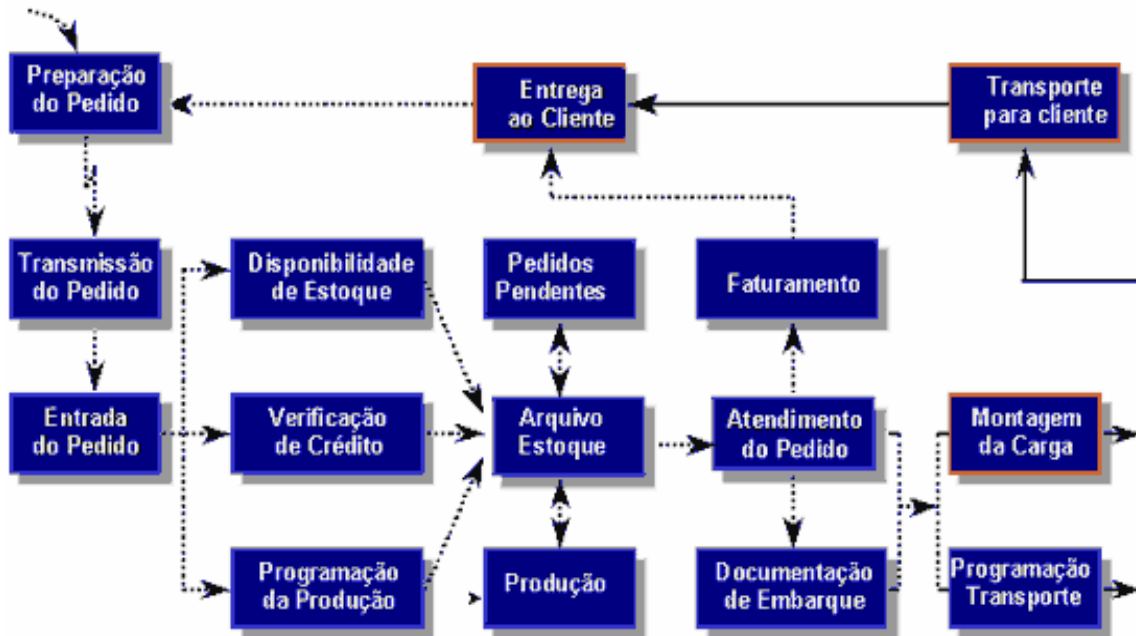 Preparação
do Pedido
Entrega
ao Cliente
Transporte
para cliente
Transmissão
do Pedido
Disponibilidade
de Estoque
Pedidos
Pendentes
Faturamento
Entrada
do Pedido
Verificação
de Crédito
Arquivo
Estoque
Atendimento
do Pedido
Montagem
da Carga
Programação
da Produção
Produção
Documentação
de Embarque
Programação
Transporte